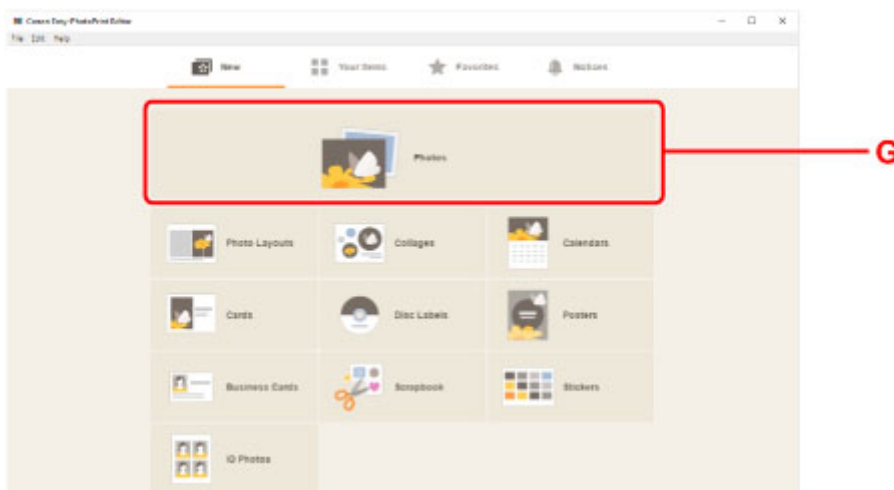 Canon Easy-PhotoPrint Editor
File Edit Help
New Your Items Favorites Notices
Photos
G
Photo Layouts Collages Calendars
Cards Disc Labels Posters
Business Cards Scrapbook Stickers
ID Photos